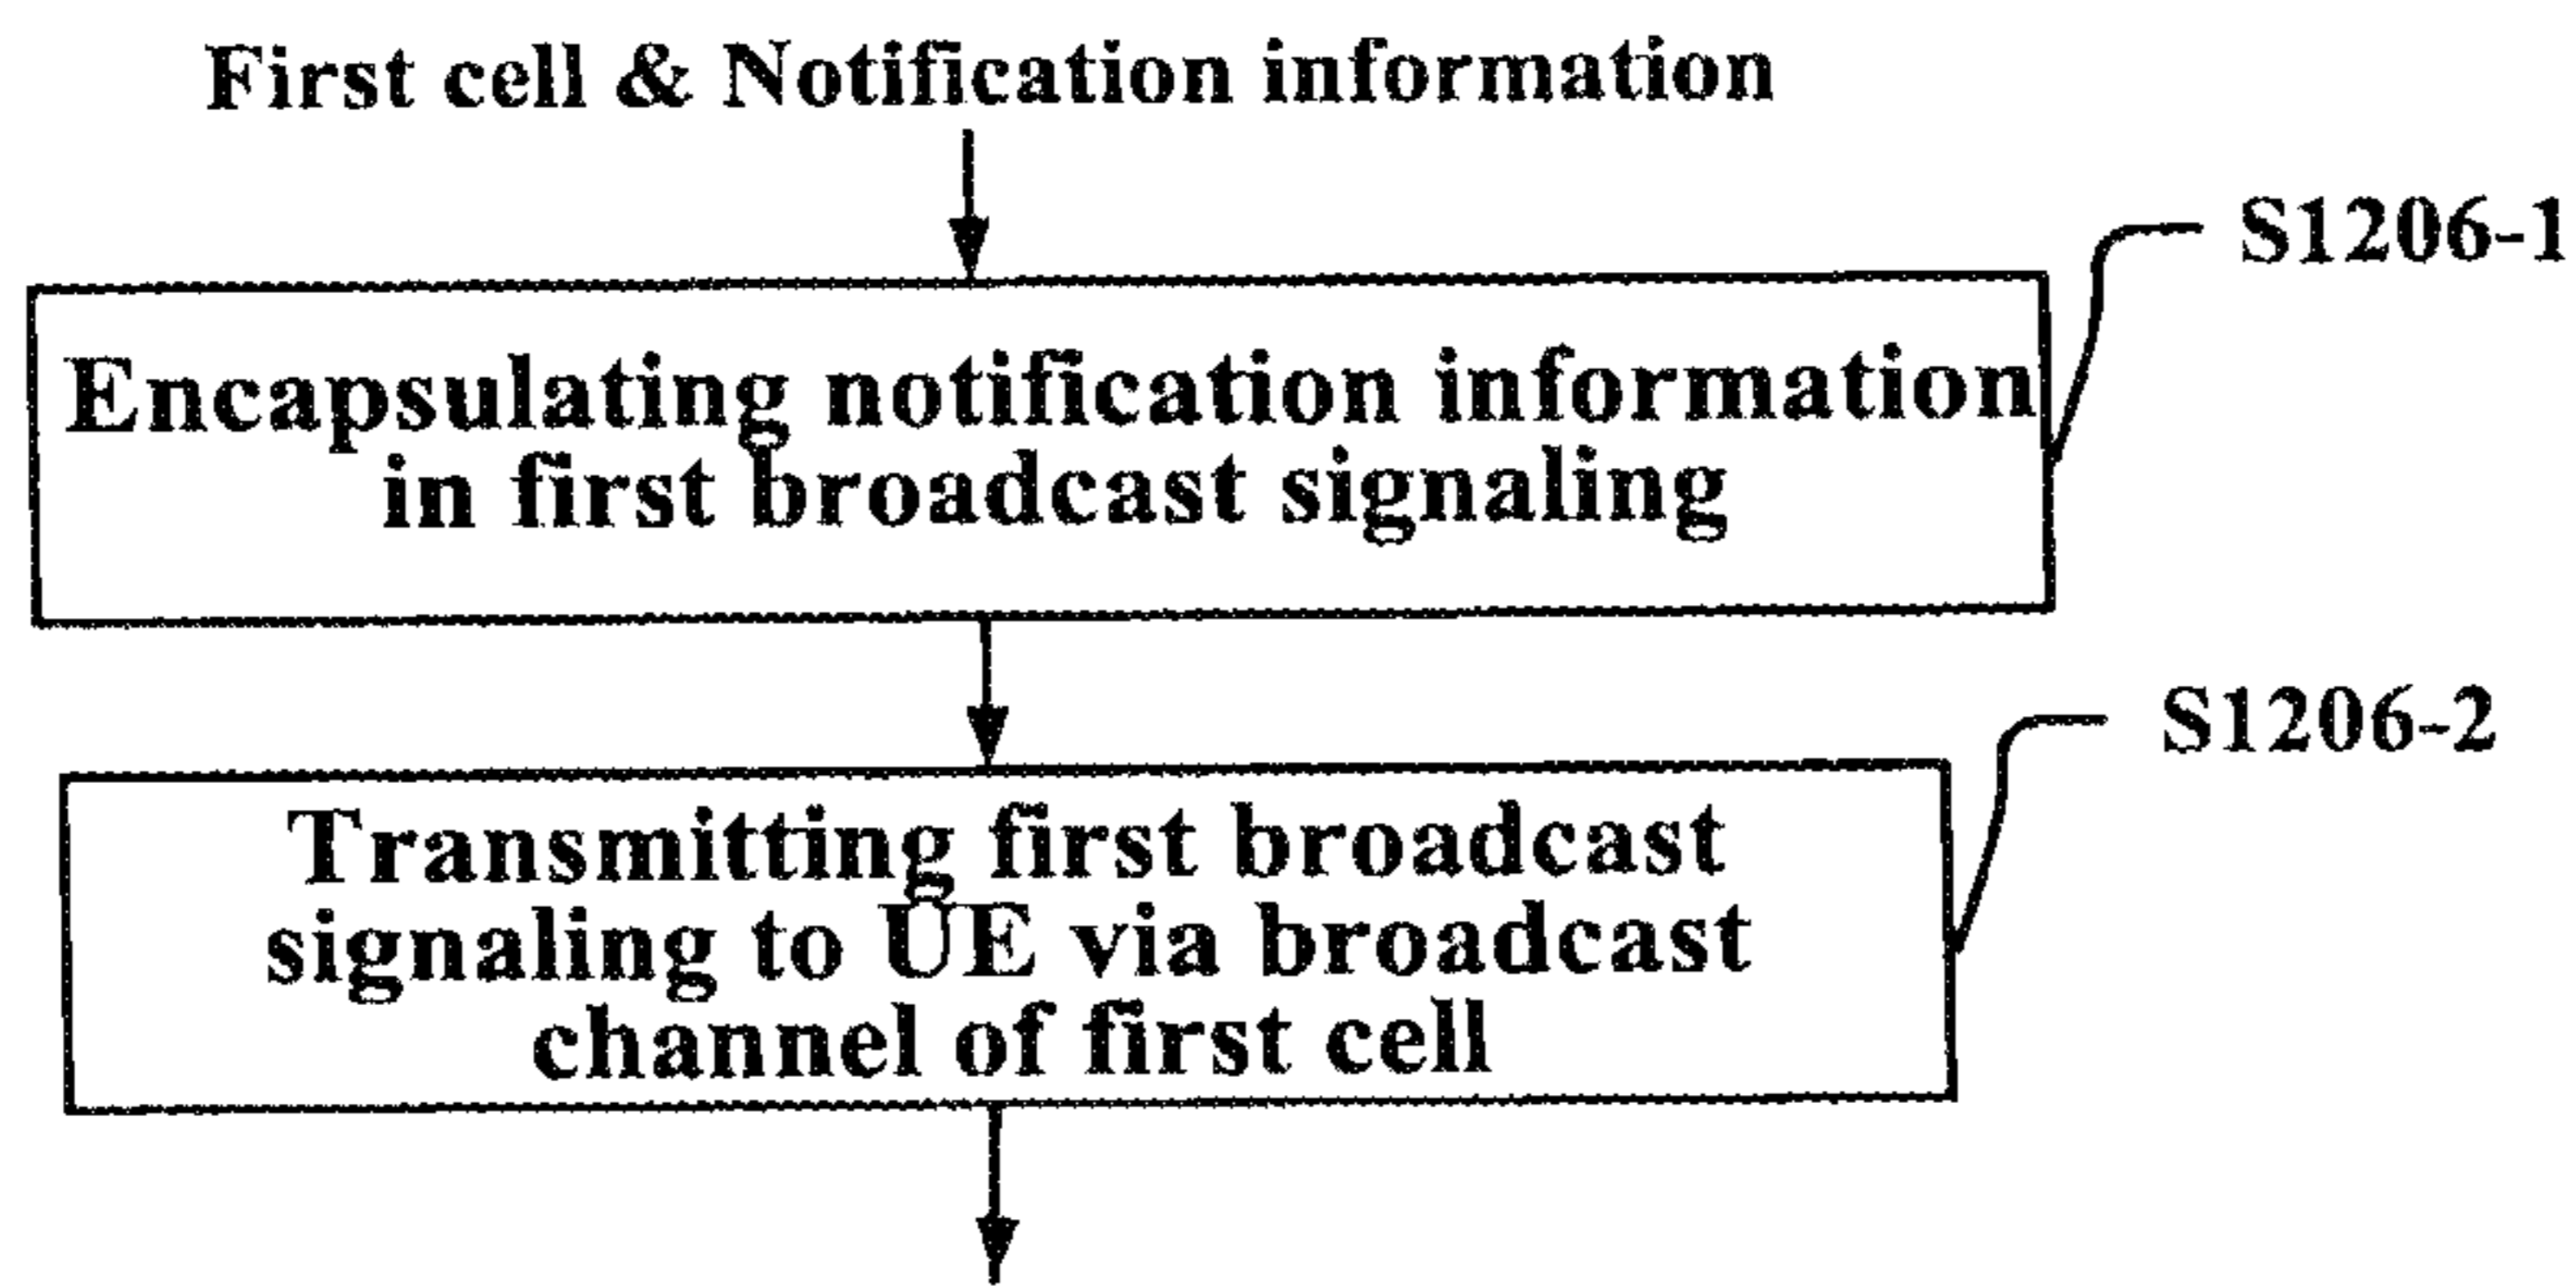 First cell & Notification information
S1206-1
Encapsulating notification information
in first broadcast signaling
S1206-2
Transmitting first broadcast
signaling to UE via broadcast
channel of first cell